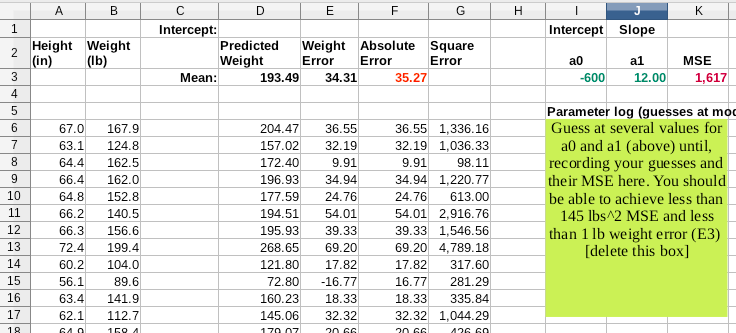 A B C D E F G H I J K
1 Intercept: Intercept Slope
2 Height (in) Weight (lb) Predicted Weight Weight Error Absolute Error Square Error a0 a1 MSE
3 Mean: 193.49 34.31 35.27 -600 12.00 1,617
4
5 Parameter log (guesses at mod
6 67.0 167.9 204.47 36.55 36.55 1,336.16
7 63.1 124.8 157.02 32.19 32.19 1,036.33
8 64.4 162.5 172.40 9.91 9.91 98.11
9 66.4 162.0 196.93 34.94 34.94 1,220.77
10 64.8 152.8 177.59 24.76 24.76 613.00
11 66.2 140.5 194.51 54.01 54.01 2,916.76
12 66.3 156.6 195.93 39.33 39.33 1,546.56
13 72.4 199.4 268.65 69.20 69.20 4,789.18
14 60.2 104.0 121.80 17.82 17.82 317.60
15 56.1 89.6 72.80 -16.77 16.77 281.29
16 63.4 141.9 160.23 18.33 18.33 335.84
17 62.1 112.7 145.06 32.32 32.32 1,044.29
18 64.9 158.4 179.07 20.66 20.66 426.69
Guess at several values for
a0 and a1 (above) until,
recording your guesses and
their MSE here. You should
be able to achieve less than
145 lbs^2 MSE and less
than 1 lb weight error (E3)
[delete this box]